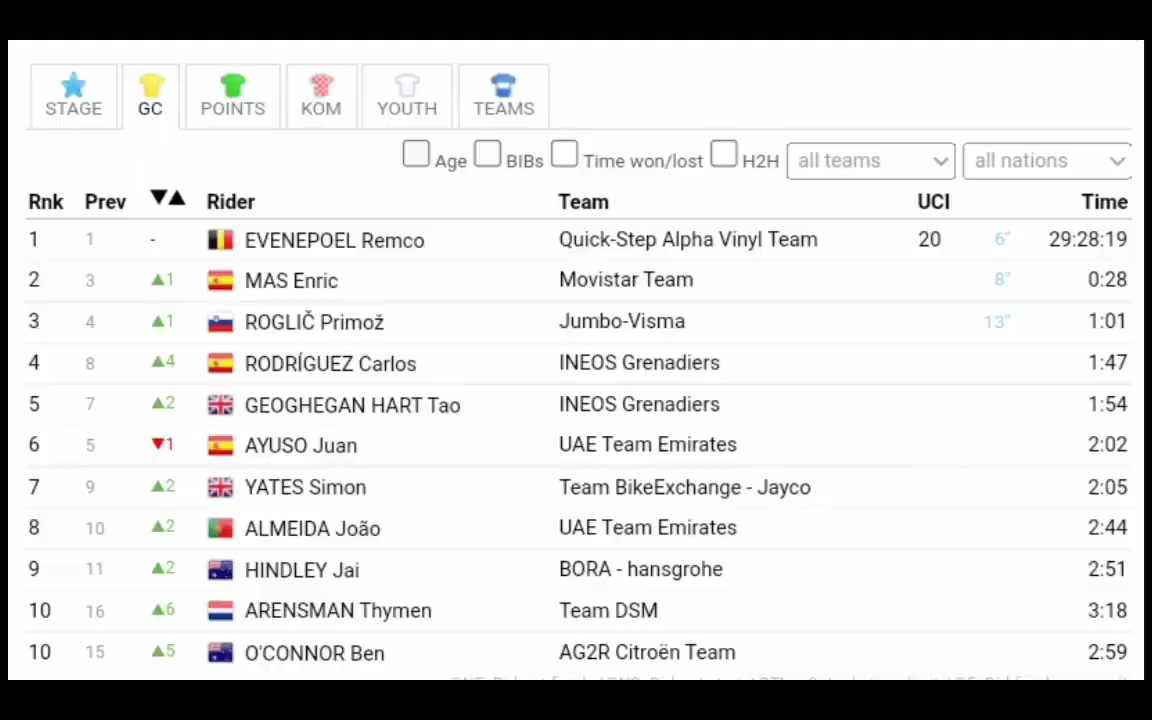 STAGE GC POINTS KOM YOUTH TEAMS
Age BIBs Time won/lost H2H all teams all nations
Rnk Prev ▼▲ Rider Team UCI Time
1 1 - EVENEPOEL Remco Quick-Step Alpha Vinyl Team 20 6″ 29:28:19
2 3 ▲1 MAS Enric Movistar Team 8″ 0:28
3 4 ▲1 ROGLIČ Primož Jumbo-Visma 13″ 1:01
4 8 ▲4 RODRÍGUEZ Carlos INEOS Grenadiers 1:47
5 7 ▲2 GEOGHEGAN HART Tao INEOS Grenadiers 1:54
6 5 ▼1 AYUSO Juan UAE Team Emirates 2:02
7 9 ▲2 YATES Simon Team BikeExchange - Jayco 2:05
8 10 ▲2 ALMEIDA João UAE Team Emirates 2:44
9 11 ▲2 HINDLEY Jai BORA - hansgrohe 2:51
10 16 ▲6 ARENSMAN Thymen Team DSM 3:18
10 15 ▲5 O'CONNOR Ben AG2R Citroën Team 2:59